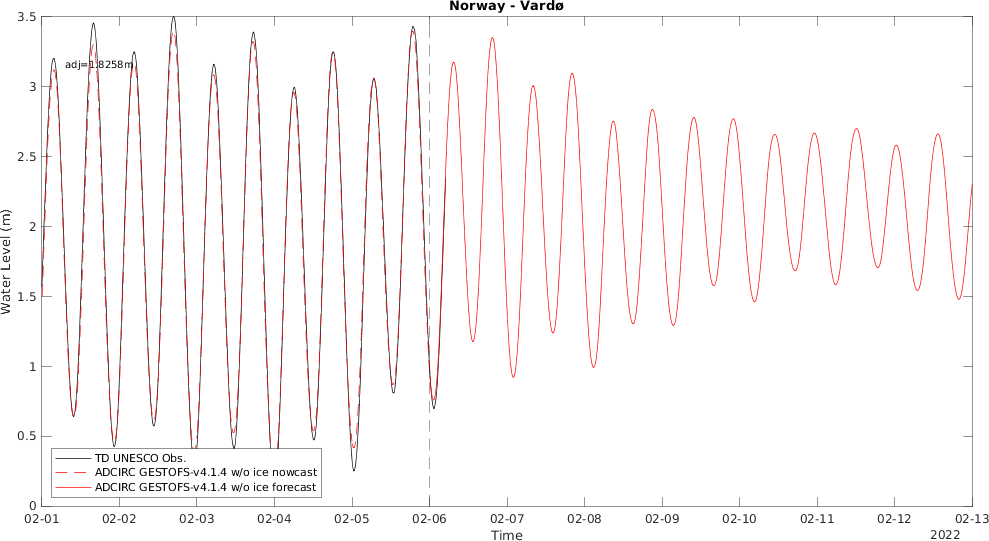 Norway - Vardø
3.5
adj=1.8258m
3
2.5
2
1.5
1
0.5
0
Water Level (m)
TD UNESCO Obs.
ADCIRC GESTOFS-v4.1.4 w/o ice nowcast
ADCIRC GESTOFS-v4.1.4 w/o ice forecast
02-01 02-02 02-03 02-04 02-05 02-06 02-07 02-08 02-09 02-10 02-11 02-12 02-13
Time
2022